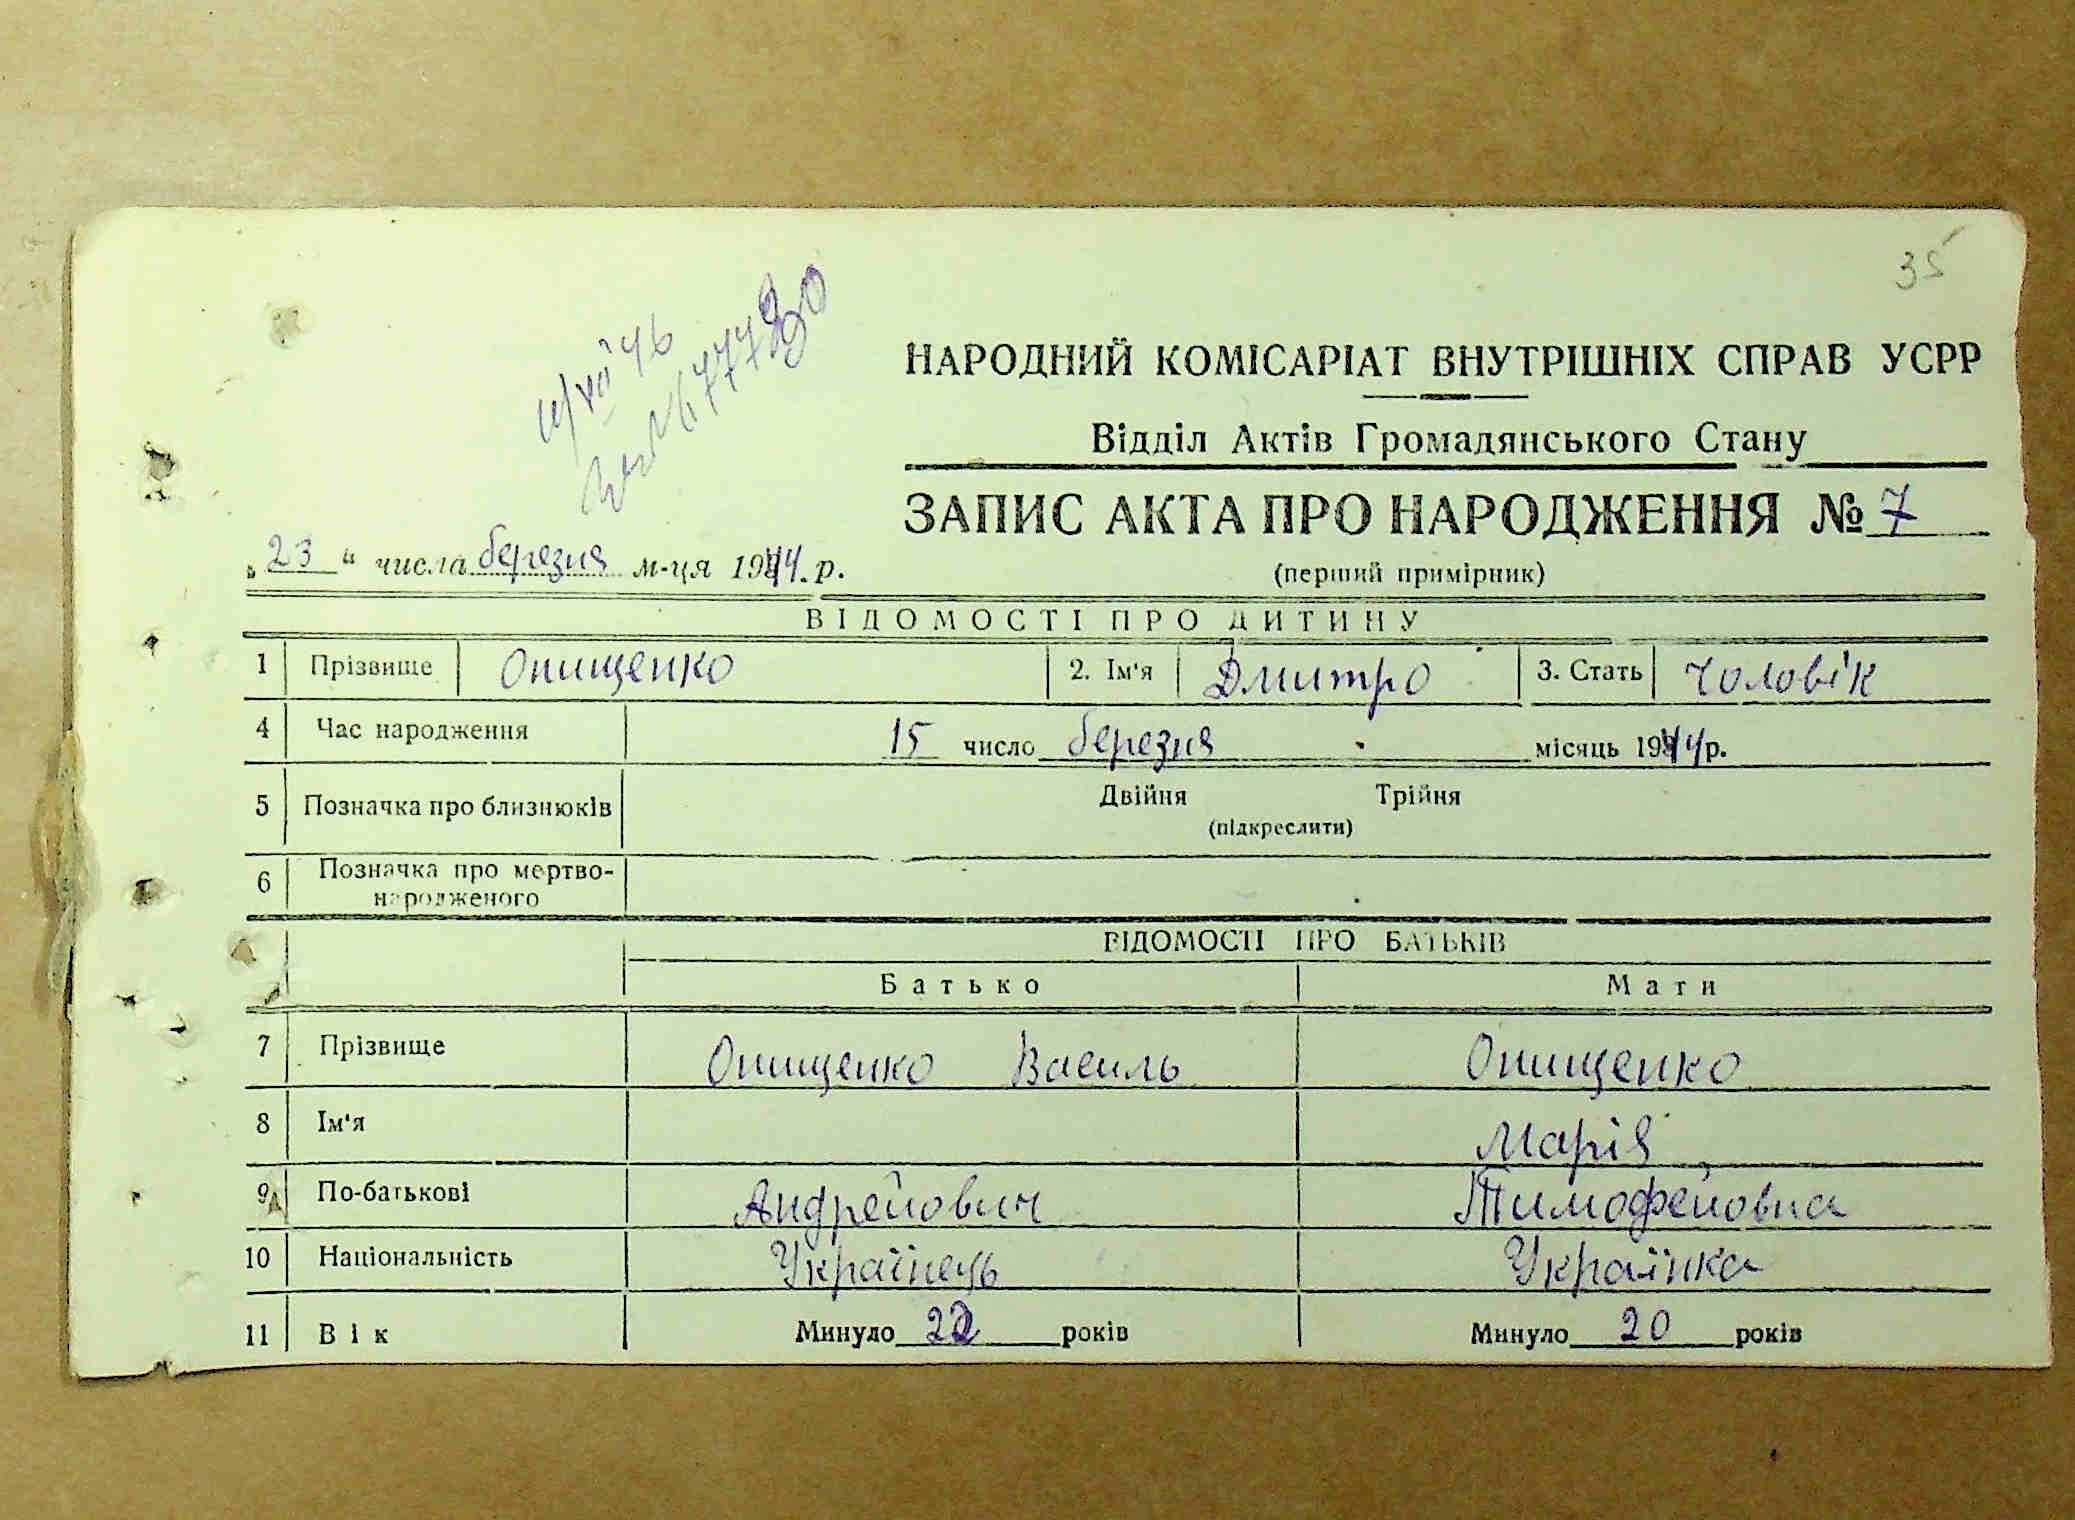 35
НАРОДНИЙ КОМІСАРІАТ ВНУТРІШНІХ СПРАВ УСРР
Відділ Актів Громадянського Стану
ЗАПИС АКТА ПРО НАРОДЖЕННЯ № 7
„ 23 “ числа березня м-ця 1944. р.
(перший примірник)
ВІДОМОСТІ ПРО ДИТИНУ
1 Прізвище Онищенко 2. Ім'я Дмитро 3. Стать чоловік
4 Час народження 15 число березня місяць 1944 р.
5 Позначка про близнюків Двійня Трійня
(підкреслити)
6 Позначка про мертво-
народженого
ВІДОМОСТІ ПРО БАТЬКІВ
Батько Мати
7 Прізвище Онищенко Василь Онищенко
8 Ім'я Марія
9 По-батькові Андрейович Тимофейовна
10 Національність Українець Українка
11 Вік Минуло 22 років Минуло 20 років